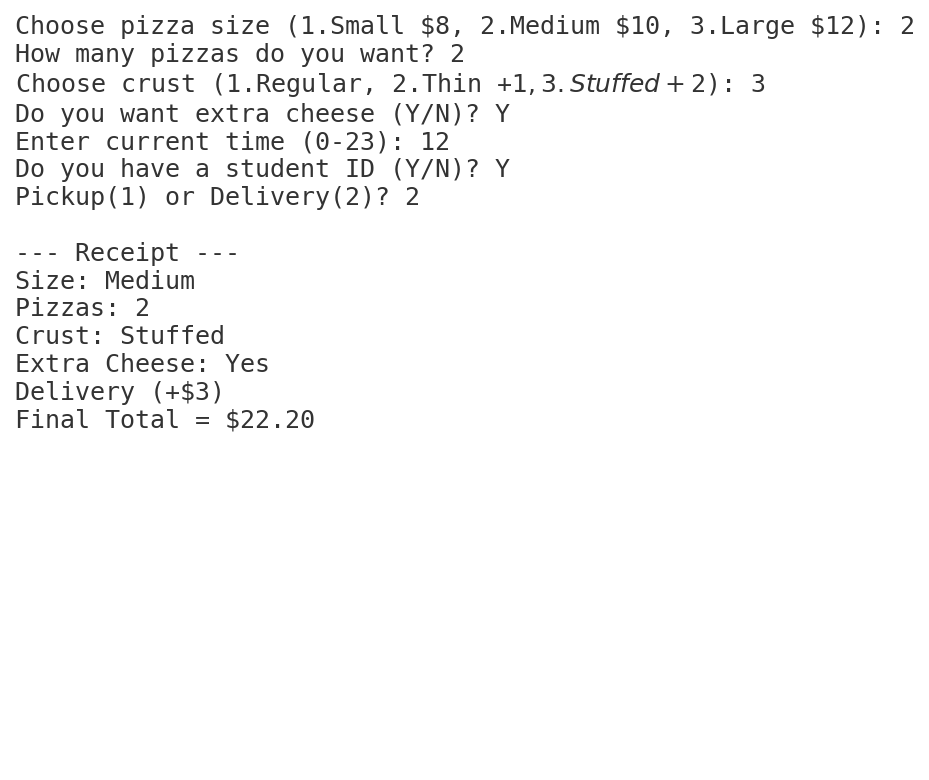 Choose pizza size (1.Small $8, 2.Medium $10, 3.Large $12): 2
How many pizzas do you want? 2
Choose crust (1.Regular, 2.Thin +1,3.Stuffed+2): 3
Do you want extra cheese (Y/N)? Y
Enter current time (0-23): 12
Do you have a student ID (Y/N)? Y
Pickup(1) or Delivery(2)? 2
--- Receipt ---
Size: Medium
Pizzas: 2
Crust: Stuffed
Extra Cheese: Yes
Delivery (+$3)
Final Total = $22.20